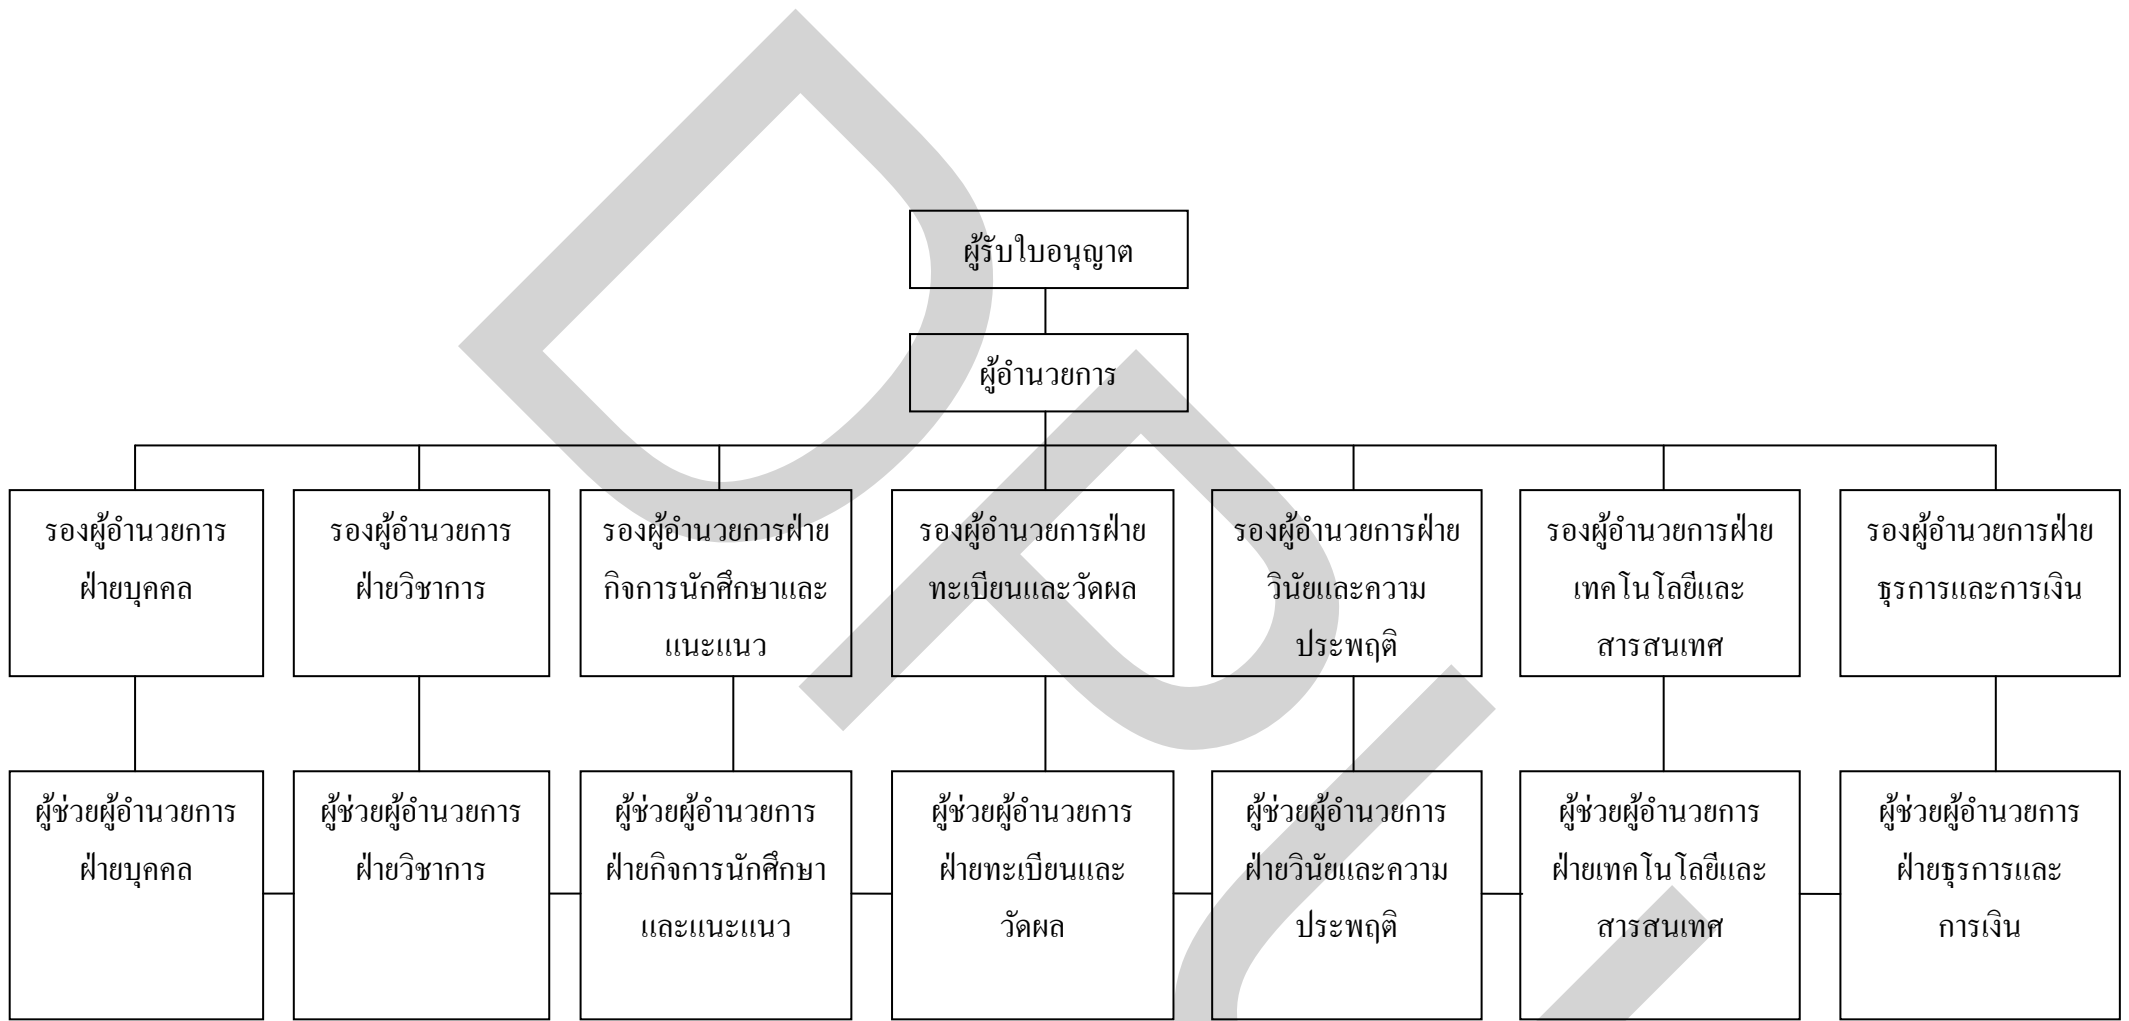 ผู้รับใบอนุญาต
ผู้อำนวยการ
รองผู้อำนวยการ
ฝ่ายบุคคล
รองผู้อำนวยการ
ฝ่ายวิชาการ
รองผู้อำนวยการฝ่าย
กิจการนักศึกษาและ
แนะแนว
รองผู้อำนวยการฝ่าย
ทะเบียนและวัดผล
รองผู้อำนวยการฝ่าย
วินัยและความ
ประพฤติ
รองผู้อำนวยการฝ่าย
เทคโนโลยีและ
สารสนเทศ
รองผู้อำนวยการฝ่าย
ธุรการและการเงิน
ผู้ช่วยผู้อำนวยการ
ฝ่ายบุคคล
ผู้ช่วยผู้อำนวยการ
ฝ่ายวิชาการ
ผู้ช่วยผู้อำนวยการ
ฝ่ายกิจการนักศึกษา
และแนะแนว
ผู้ช่วยผู้อำนวยการ
ฝ่ายทะเบียนและ
วัดผล
ผู้ช่วยผู้อำนวยการ
ฝ่ายวินัยและความ
ประพฤติ
ผู้ช่วยผู้อำนวยการ
ฝ่ายเทคโนโลยีและ
สารสนเทศ
ผู้ช่วยผู้อำนวยการ
ฝ่ายธุรการและ
การเงิน